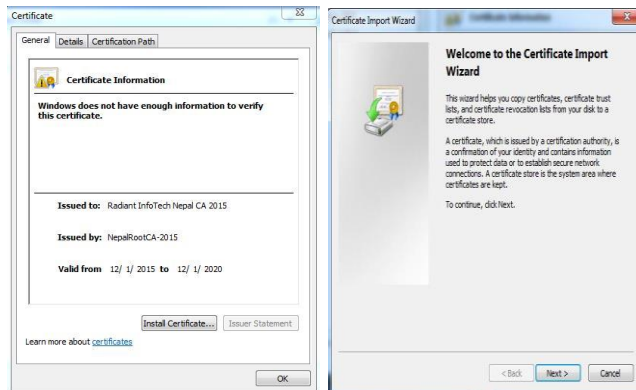 Certificate
General Details Certification Path
Certificate Information
Windows does not have enough information to verify
this certificate.
Issued to: Radiant InfoTech Nepal CA 2015
Issued by: NepalRootCA-2015
Valid from 12/ 1/ 2015 to 12/ 1/ 2020
Install Certificate... Issuer Statement
Learn more about certificates
OK
Certificate Import Wizard
Welcome to the Certificate Import
Wizard
This wizard helps you copy certificates, certificate trust
lists, and certificate revocation lists from your disk to a
certificate store.
A certificate, which is issued by a certification authority, is
a confirmation of your identity and contains information
used to protect data or to establish secure network
connections. A certificate store is the system area where
certificates are kept.
To continue, click Next.
< Back Next > Cancel